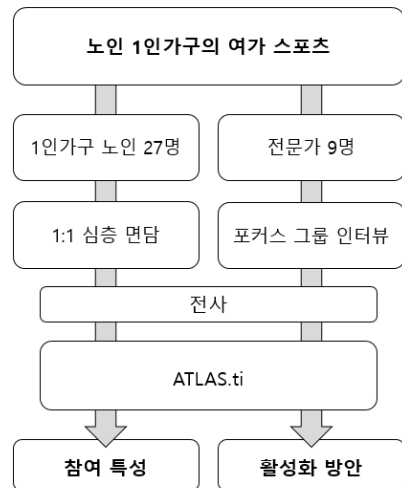 노인 1인가구의 여가 스포츠
1인가구 노인 27명
전문가 9명
1:1 심층 면담
포커스 그룹 인터뷰
전사
ATLAS.ti
참여 특성
활성화 방안